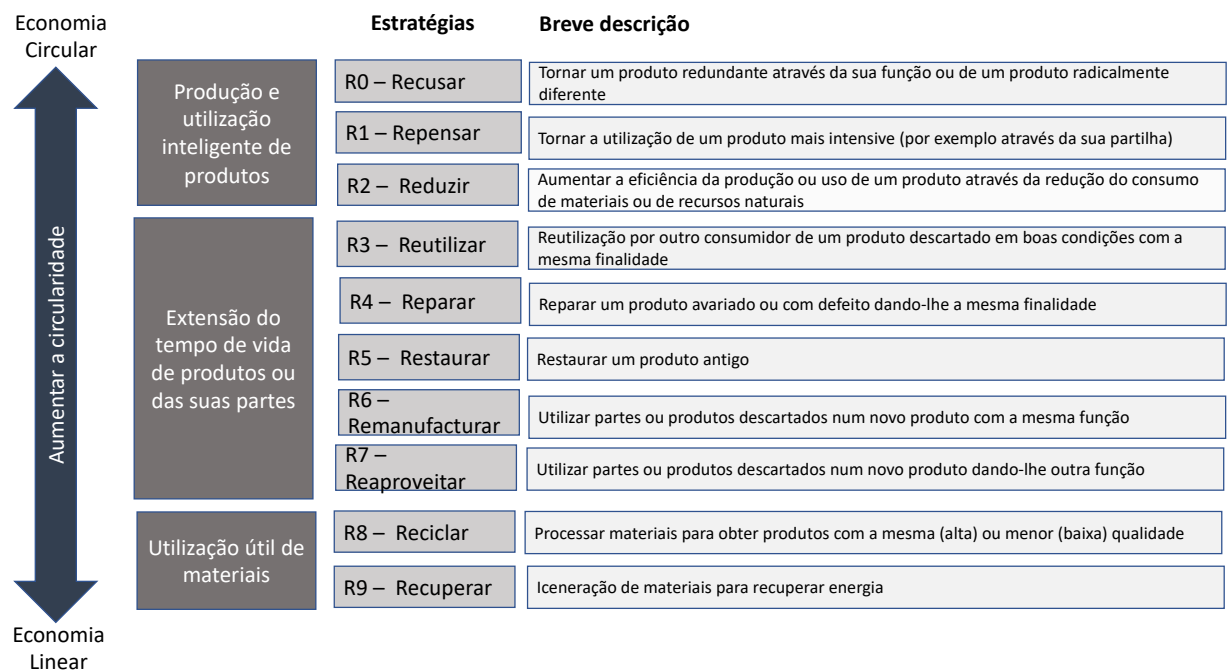 Economia
Circular
Estratégias
Breve descrição
Produção e
utilização
inteligente de
produtos
R0 – Recusar
Tornar um produto redundante através da sua função ou de um produto radicalmente
diferente
R1 – Repensar
Tornar a utilização de um produto mais intensive (por exemplo através da sua partilha)
R2 – Reduzir
Aumentar a eficiência da produção ou uso de um produto através da redução do consumo
de materiais ou de recursos naturais
Aumentar a circularidade
Extensão do
tempo de vida
de produtos ou
das suas partes
R3 – Reutilizar
Reutilização por outro consumidor de um produto descartado em boas condições com a
mesma finalidade
R4 – Reparar
Reparar um produto avariado ou com defeito dando-lhe a mesma finalidade
R5 – Restaurar
Restaurar um produto antigo
R6 –
Remanufacturar
Utilizar partes ou produtos descartados num novo produto com a mesma função
R7 –
Reaproveitar
Utilizar partes ou produtos descartados num novo produto dando-lhe outra função
Utilização útil de
materiais
R8 – Reciclar
Processar materiais para obter produtos com a mesma (alta) ou menor (baixa) qualidade
R9 – Recuperar
Iceneração de materiais para recuperar energia
Economia
Linear